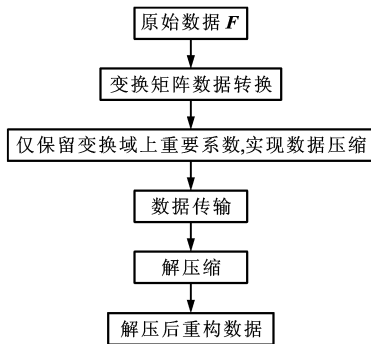 原始数据F
变换矩阵数据转换
仅保留变换域上重要系数,实现数据压缩
数据传输
解压缩
解压后重构数据